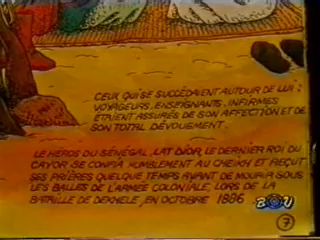 CEUX QUI SE SUCCÉDAIENT AUTOUR DE LUI :
VOYAGEURS, ENSEIGNANTS, INFIRMES
ÉTAIENT ASSURÉS DE SON AFFECTION ET DE
SON TOTAL DÉVOUEMENT.
LE HÉROS DU SÉNÉGAL, LAT DIOR, LE DERNIER ROI DU
CAYOR SE CONFIA HUMBLEMENT AU CHEIKH ET REÇUT
SES PRIÈRES QUELQUE TEMPS AVANT DE MOURIR SOUS
LES BALLES DE L'ARMÉE COLONIALE, LORS DE LA
BATAILLE DE DEKHELE, EN OCTOBRE 1886
7